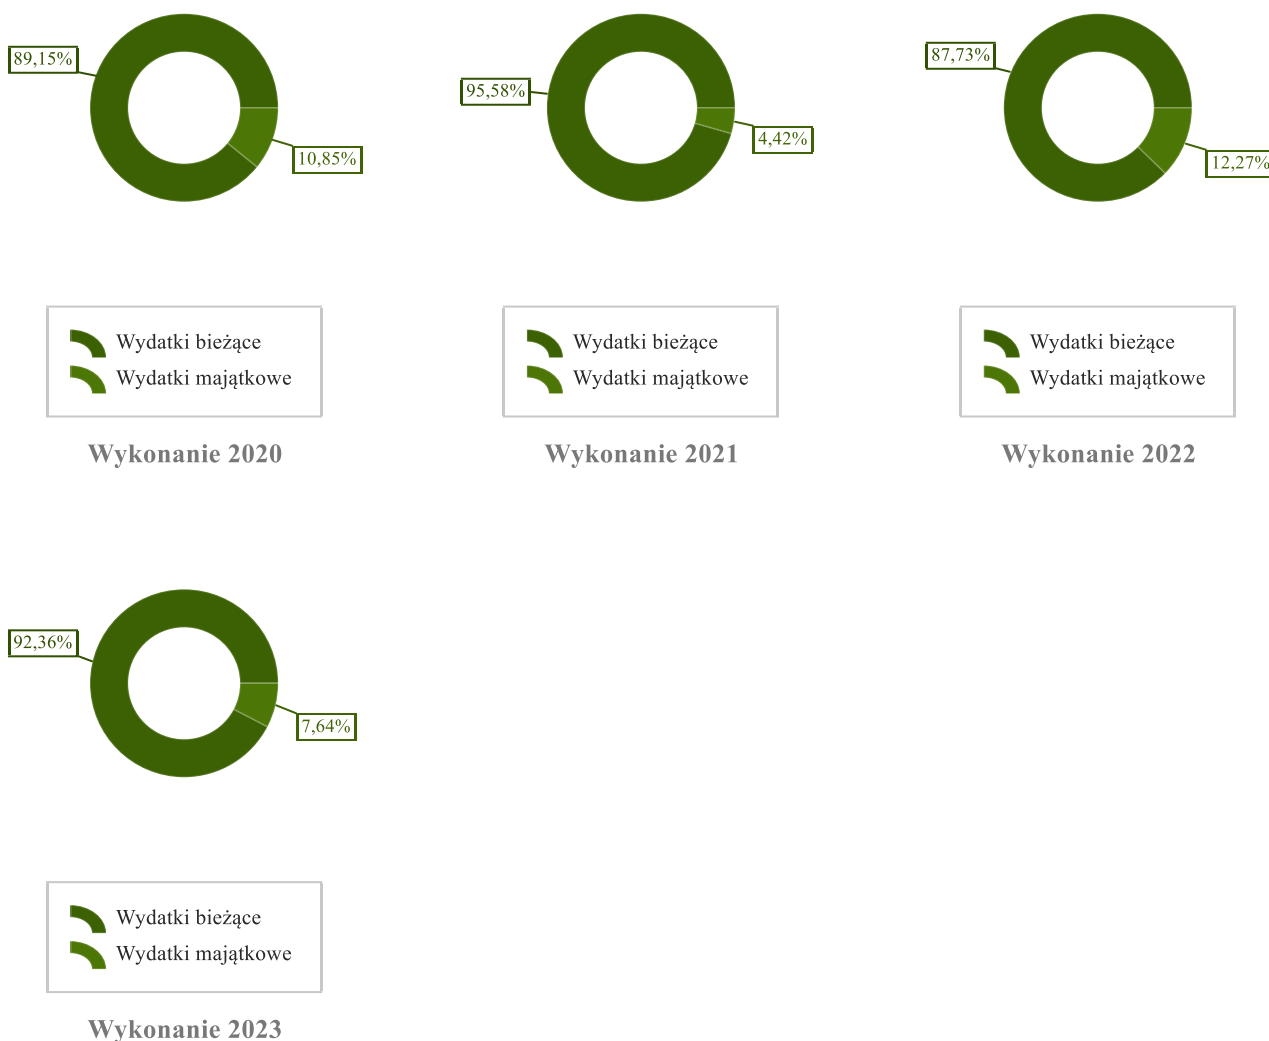 89,15%
10,85%
Wydatki bieżące
Wydatki majątkowe
Wykonanie 2020
95,58%
4,42%
Wydatki bieżące
Wydatki majątkowe
Wykonanie 2021
87,73%
12,27%
Wydatki bieżące
Wydatki majątkowe
Wykonanie 2022
92,36%
7,64%
Wydatki bieżące
Wydatki majątkowe
Wykonanie 2023